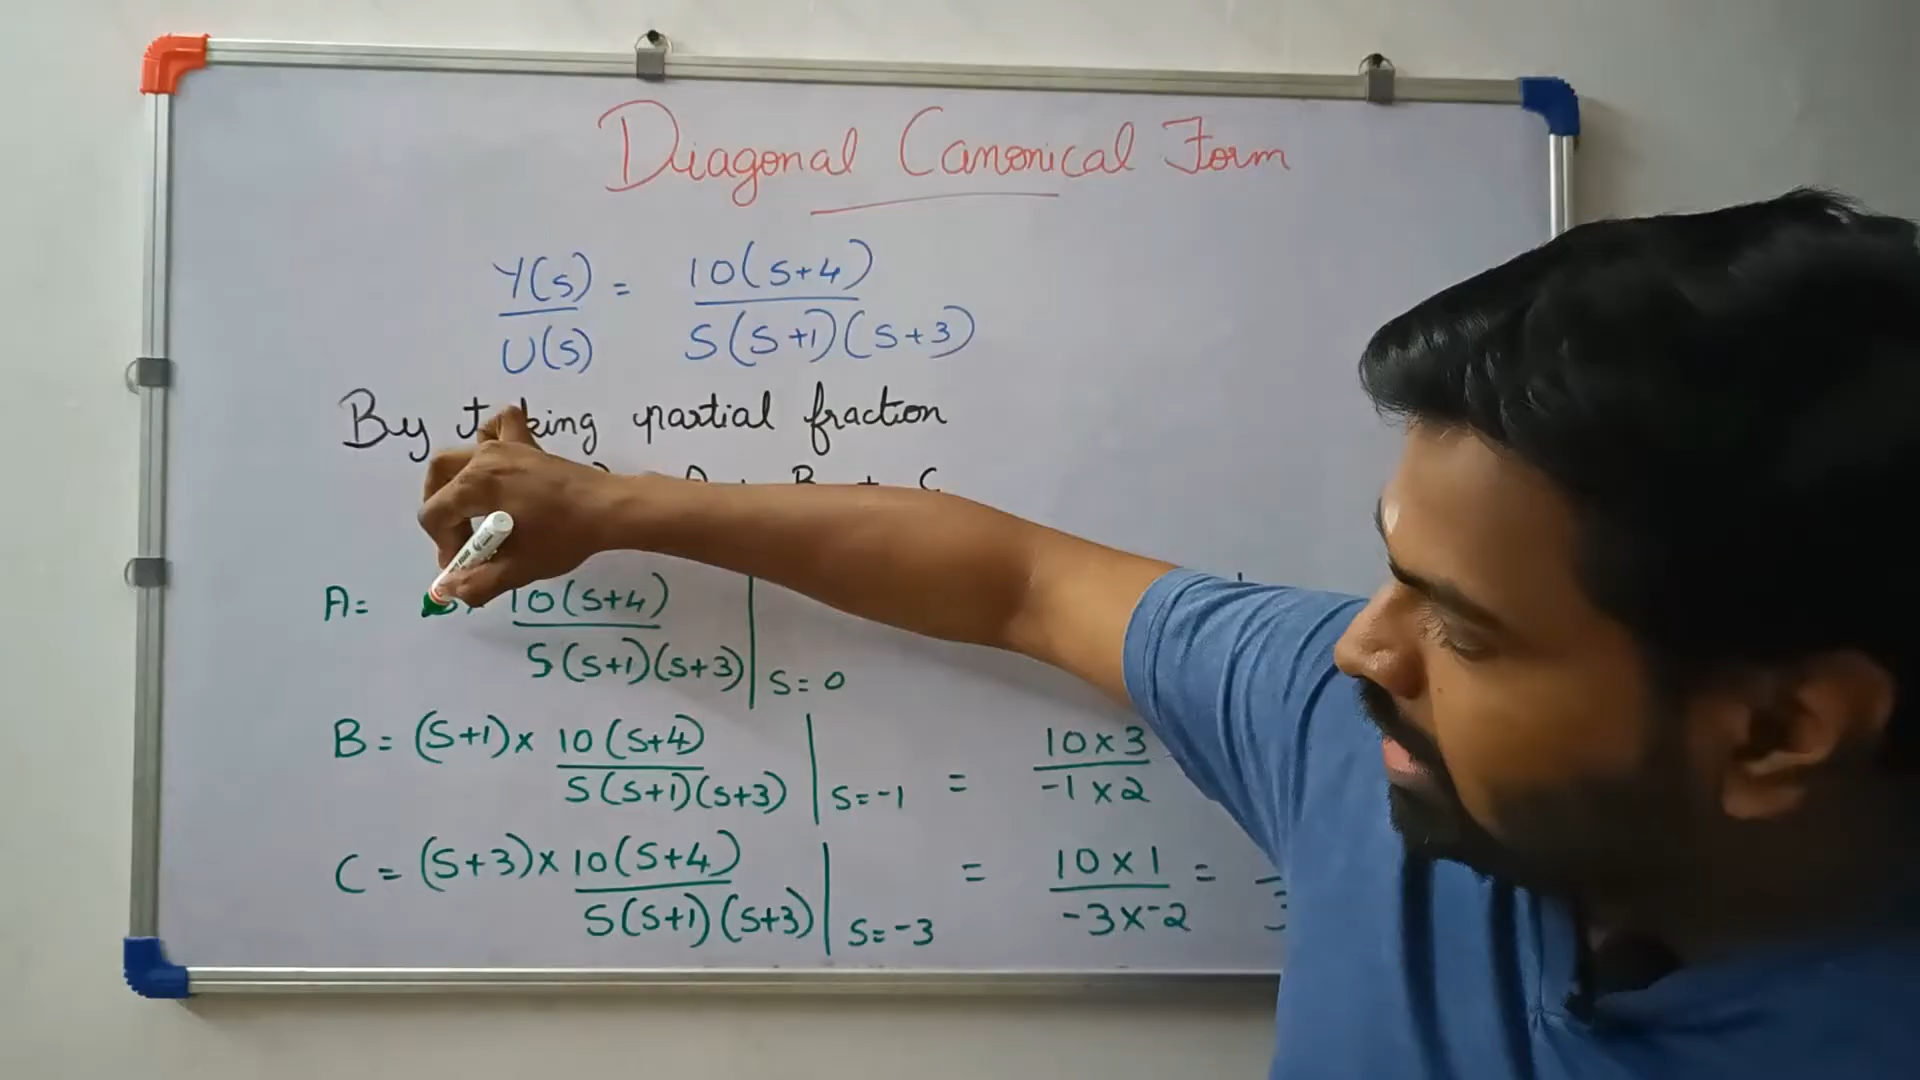 Diagonal Canonical Form
Y(s)/U(s) = 10(s+4)/S(s+1)(s+3)
By taking partial fraction
A + B + C
A = 10(s+4)/S(s+1)(s+3) | S=0
B = (S+1) x 10(s+4)/S(s+1)(s+3) | S=-1 = 10x3/-1x2
C = (S+3) x 10(s+4)/S(s+1)(s+3) | S=-3 = 10x1/-3x-2 =